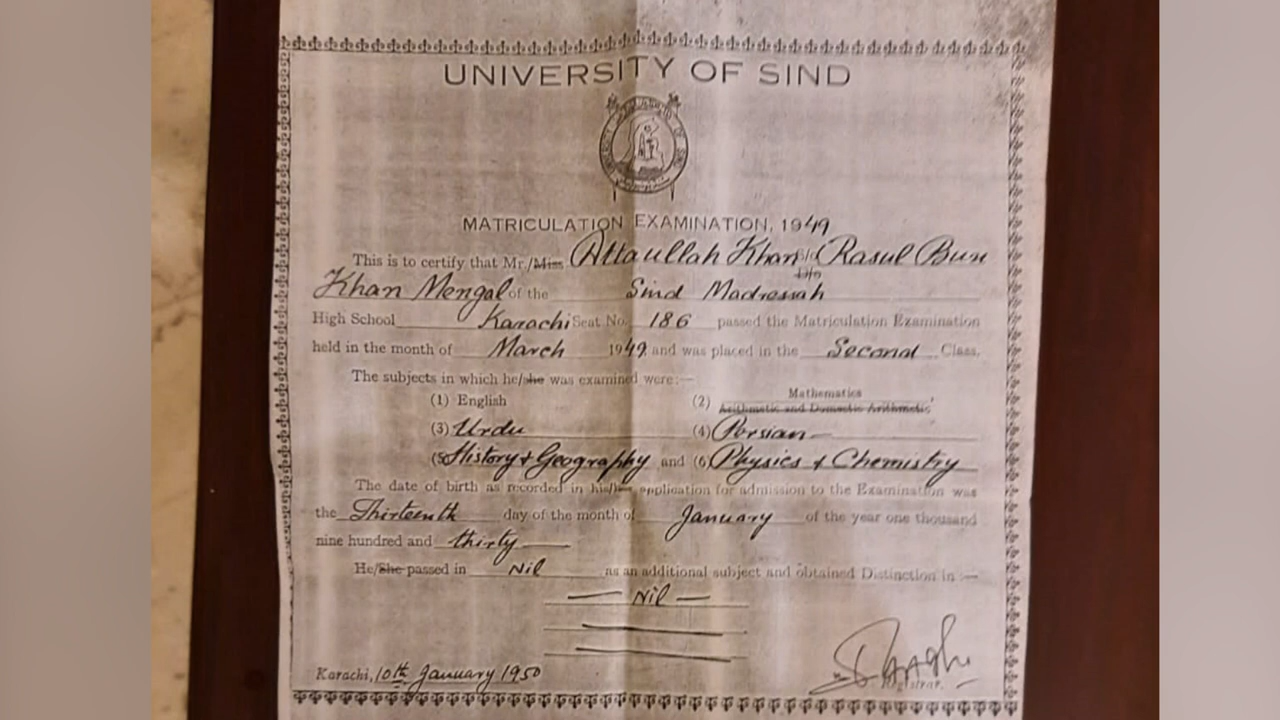 UNIVERSITY OF SIND
MATRICULATION EXAMINATION, 1949
This is to certify that Mr./Miss Attaullah Khan S/o D/o Rasul Bux
Khan Mengal of the Sind Madressah
High School Karachi Seat No. 186 passed the Matriculation Examination
held in the month of March 1949 and was placed in the Second Class.
The subjects in which he/she was examined were:—
(1) English (2) Mathematics
Arithmatic and Domestic Arithmetic
(3) Urdu (4) Persian
(5) History & Geography and (6) Physics & Chemistry
The date of birth as recorded in his/her application for admission to the Examination was
the Thirteenth day of the month of January of the year one thousand
nine hundred and thirty
He/She passed in Nil as an additional subject and obtained Distinction in :—
— Nil —
Karachi, 10th January 1950
Registrar.